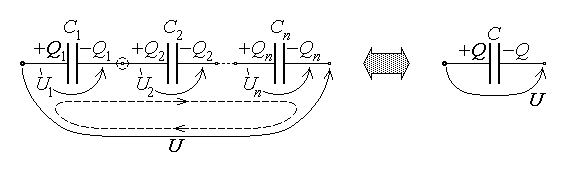 C₁ C₂ Cₙ C
+Q₁ −Q₁ +Q₂ −Q₂ +Qₙ −Qₙ +Q −Q
U₁ U₂ Uₙ
U
U